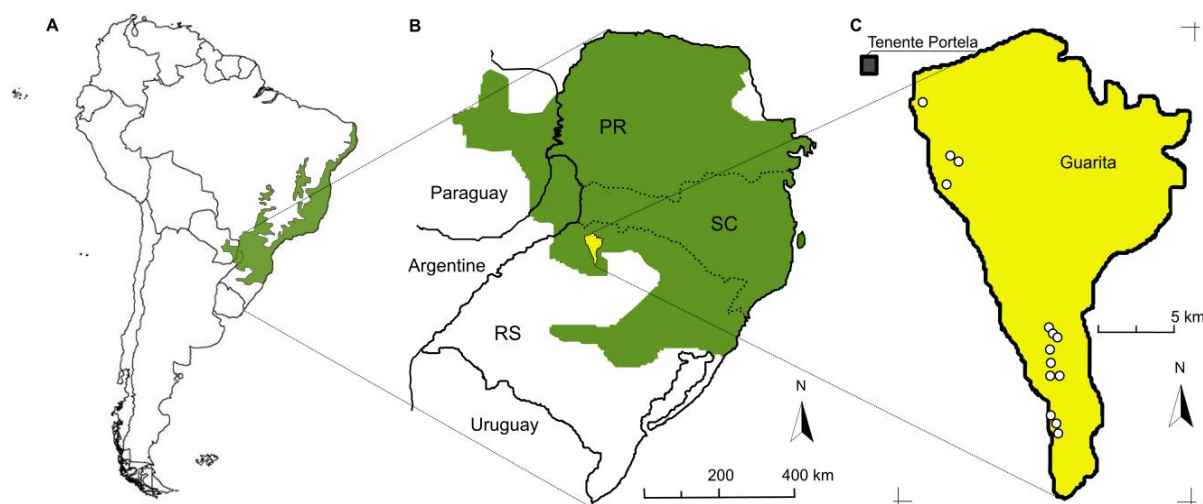 A
B
PR
Paraguay
SC
Argentine
RS
N
Uruguay
200
400 km
C
Tenente Portela
Guarita
5 km
N